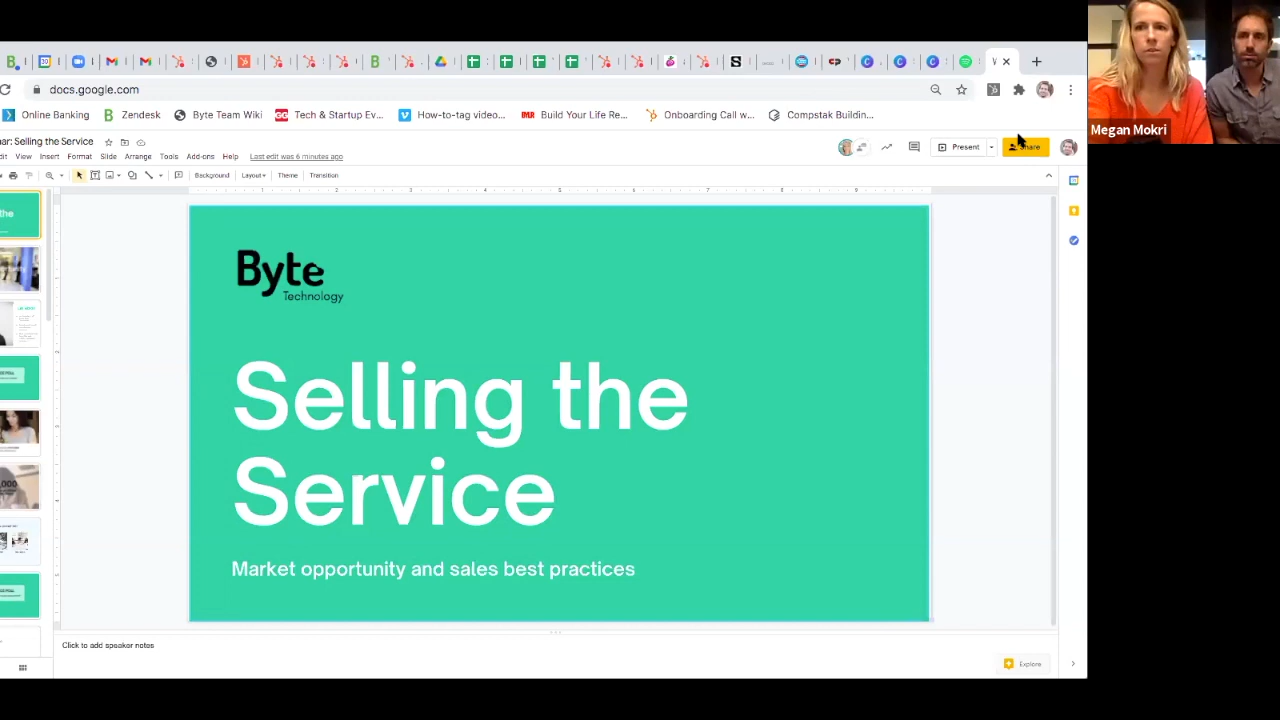 docs.google.com
Online Banking
Zendesk
Byte Team Wiki
Tech & Startup Ev...
How-to-tag video...
Build Your Life Re...
Onboarding Call w...
Compstak Buildin...
Megan Mokri
ar: Selling the Service
Present
Share
dit View Insert Format Slide Arrange Tools Add-ons Help Last edit was 6 minutes ago
Background Layout Theme Transition
Byte
Technology
Selling the
Service
Market opportunity and sales best practices
Click to add speaker notes
Explore